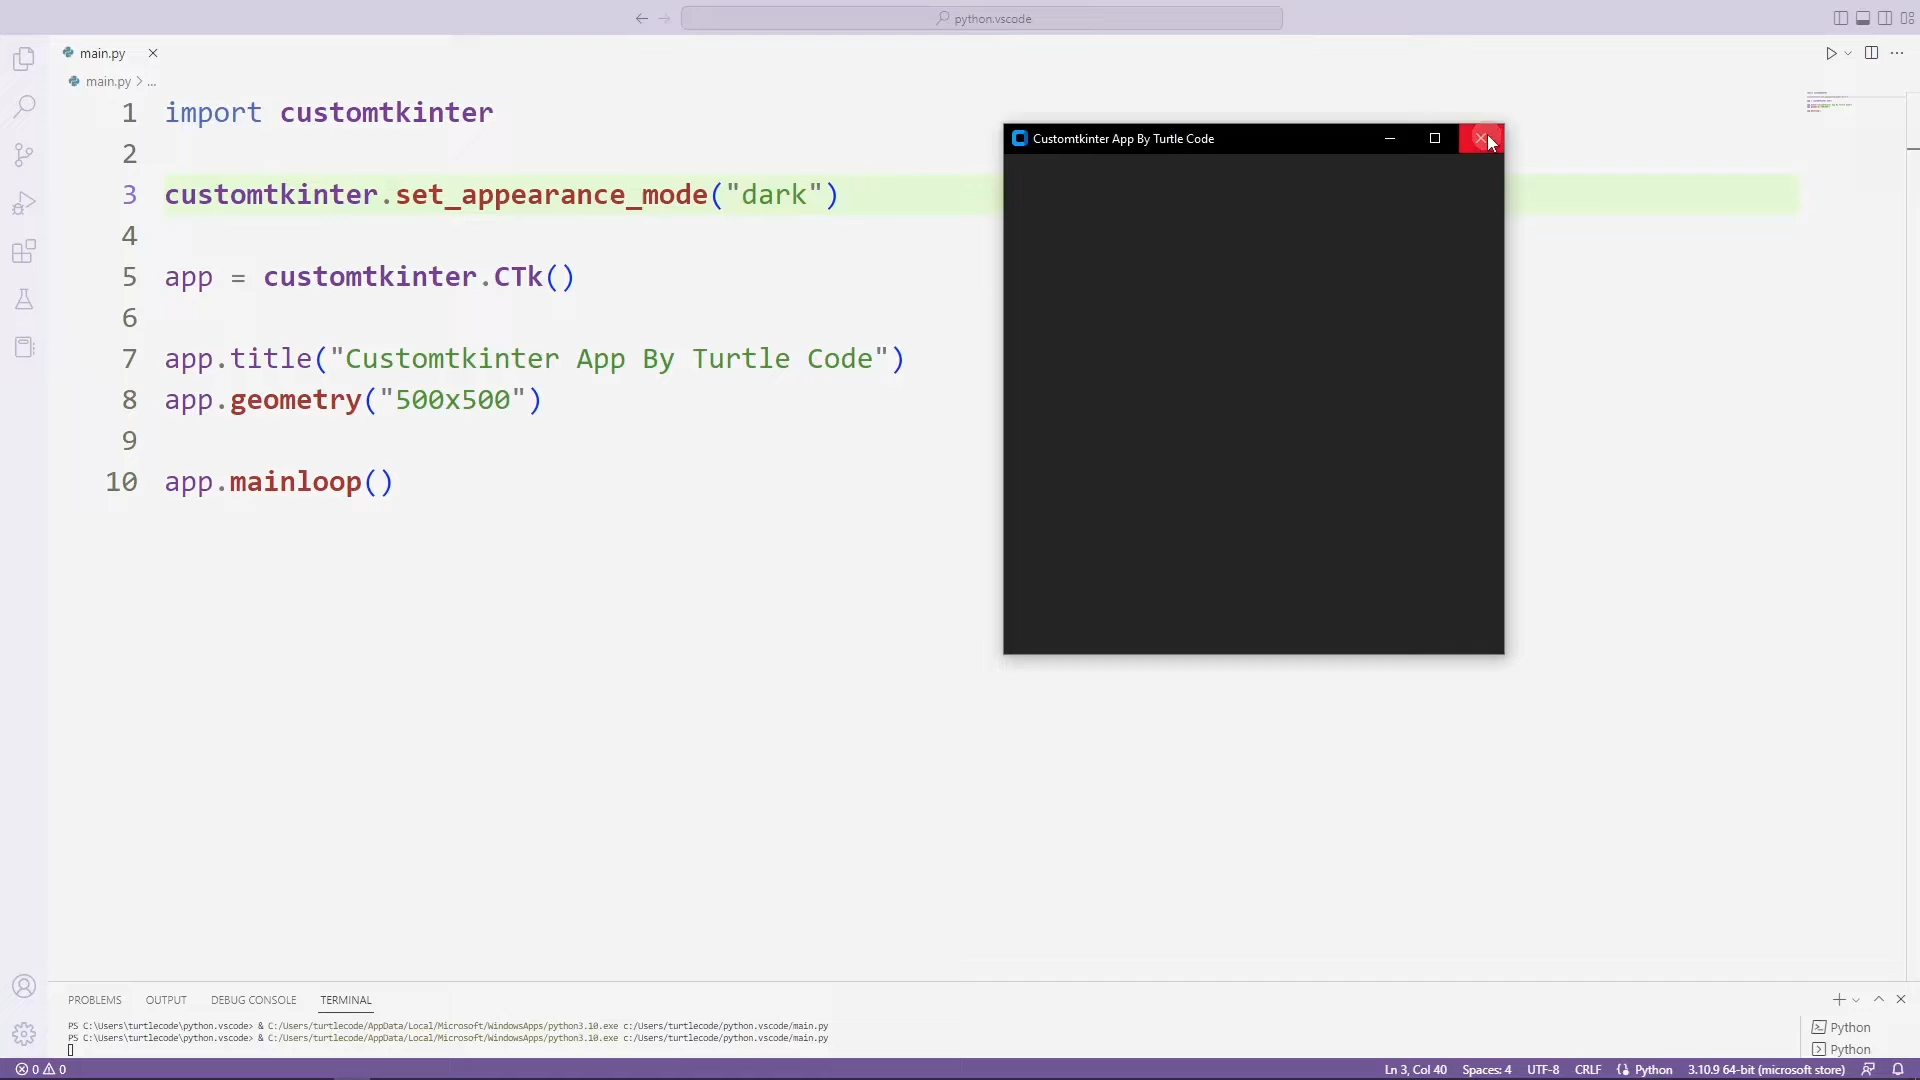 python.vscode
main.py
main.py > ...
1 import customtkinter
2
3 customtkinter.set_appearance_mode("dark")
4
5 app = customtkinter.CTk()
6
7 app.title("Customtkinter App By Turtle Code")
8 app.geometry("500x500")
9
10 app.mainloop()
Customtkinter App By Turtle Code
PROBLEMS OUTPUT DEBUG CONSOLE TERMINAL
PS C:\Users\turtlecode\python.vscode> & C:/Users/turtlecode/AppData/Local/Microsoft/WindowsApps/python3.10.exe c:/Users/turtlecode/python.vscode/main.py
PS C:\Users\turtlecode\python.vscode> & C:/Users/turtlecode/AppData/Local/Microsoft/WindowsApps/python3.10.exe c:/Users/turtlecode/python.vscode/main.py
Python
Python
0 0 Ln 3, Col 40 Spaces: 4 UTF-8 CRLF {} Python 3.10.9 64-bit (microsoft store)